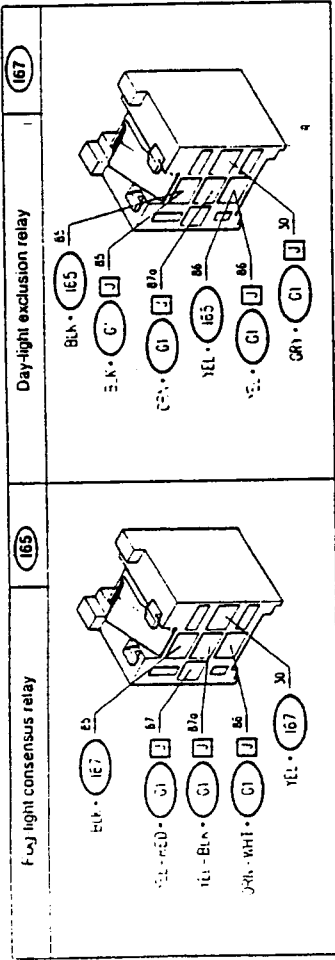 Fog light consensus relay 165
BLK • 167 85
YEL - RED • G1 J 87
YEL - BLK • G1 J 87a
ORN - WHT • G1 J 86
YEL • 167 30
Day-light exclusion relay 167
BLK • 165 85
BLK • G1 J 85
GRN • G1 J 87a
YEL • 165 86
YEL • G1 J 86
GRY • G1 J 30